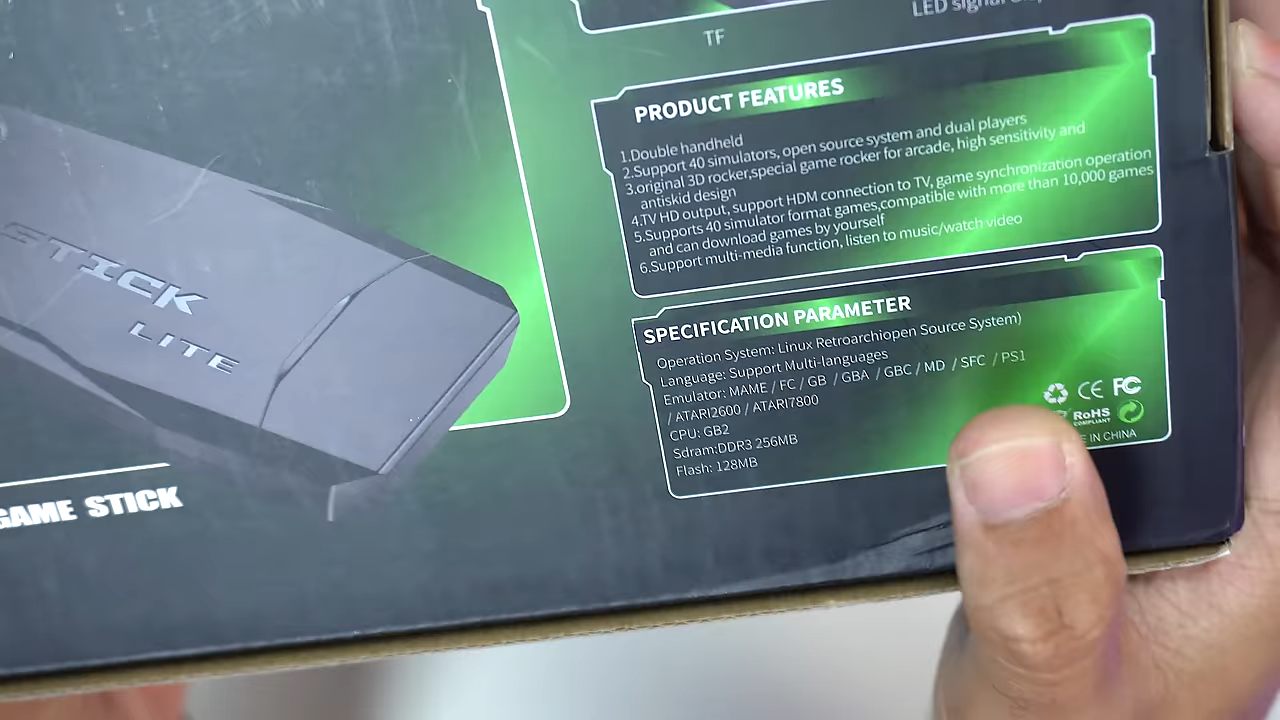 LED signal
TF
PRODUCT FEATURES
1.Double handheld
2.Support 40 simulators, open source system and dual players
3.original 3D rocker,special game rocker for arcade, high sensitivity and
antiskid design
4.TV HD output, support HDM connection to TV, game synchronization operation
5.Supports 40 simulator format games,compatible with more than 10,000 games
and can download games by yourself
6.Support multi-media function, listen to music/watch video
SPECIFICATION PARAMETER
Operation System: Linux Retroarchiopen Source System)
Language: Support Multi-languages
Emulator: MAME / FC / GB / GBA / GBC / MD / SFC / PS1
/ ATARI2600 / ATARI7800
CPU: GB2
Sdram:DDR3 256MB
Flash: 128MB
CE FC
RoHS
COMPLIANT
E IN CHINA
STICK
LITE
GAME STICK